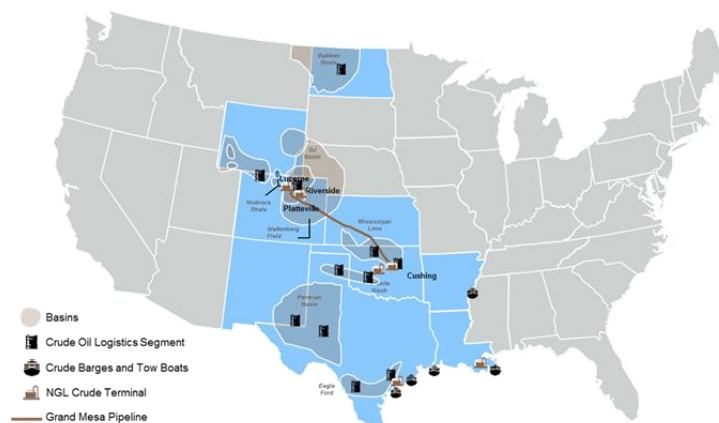 Bakken
Shale
DJ
Basin
Lucerne
Riverside
Niobrara
Shale
Platteville
Wattenberg
Field
Mississippi
Lime
Cushing
Wash
Permian
Basin
Eagle
Ford
Basins
Crude Oil Logistics Segment
Crude Barges and Tow Boats
NGL Crude Terminal
Grand Mesa Pipeline